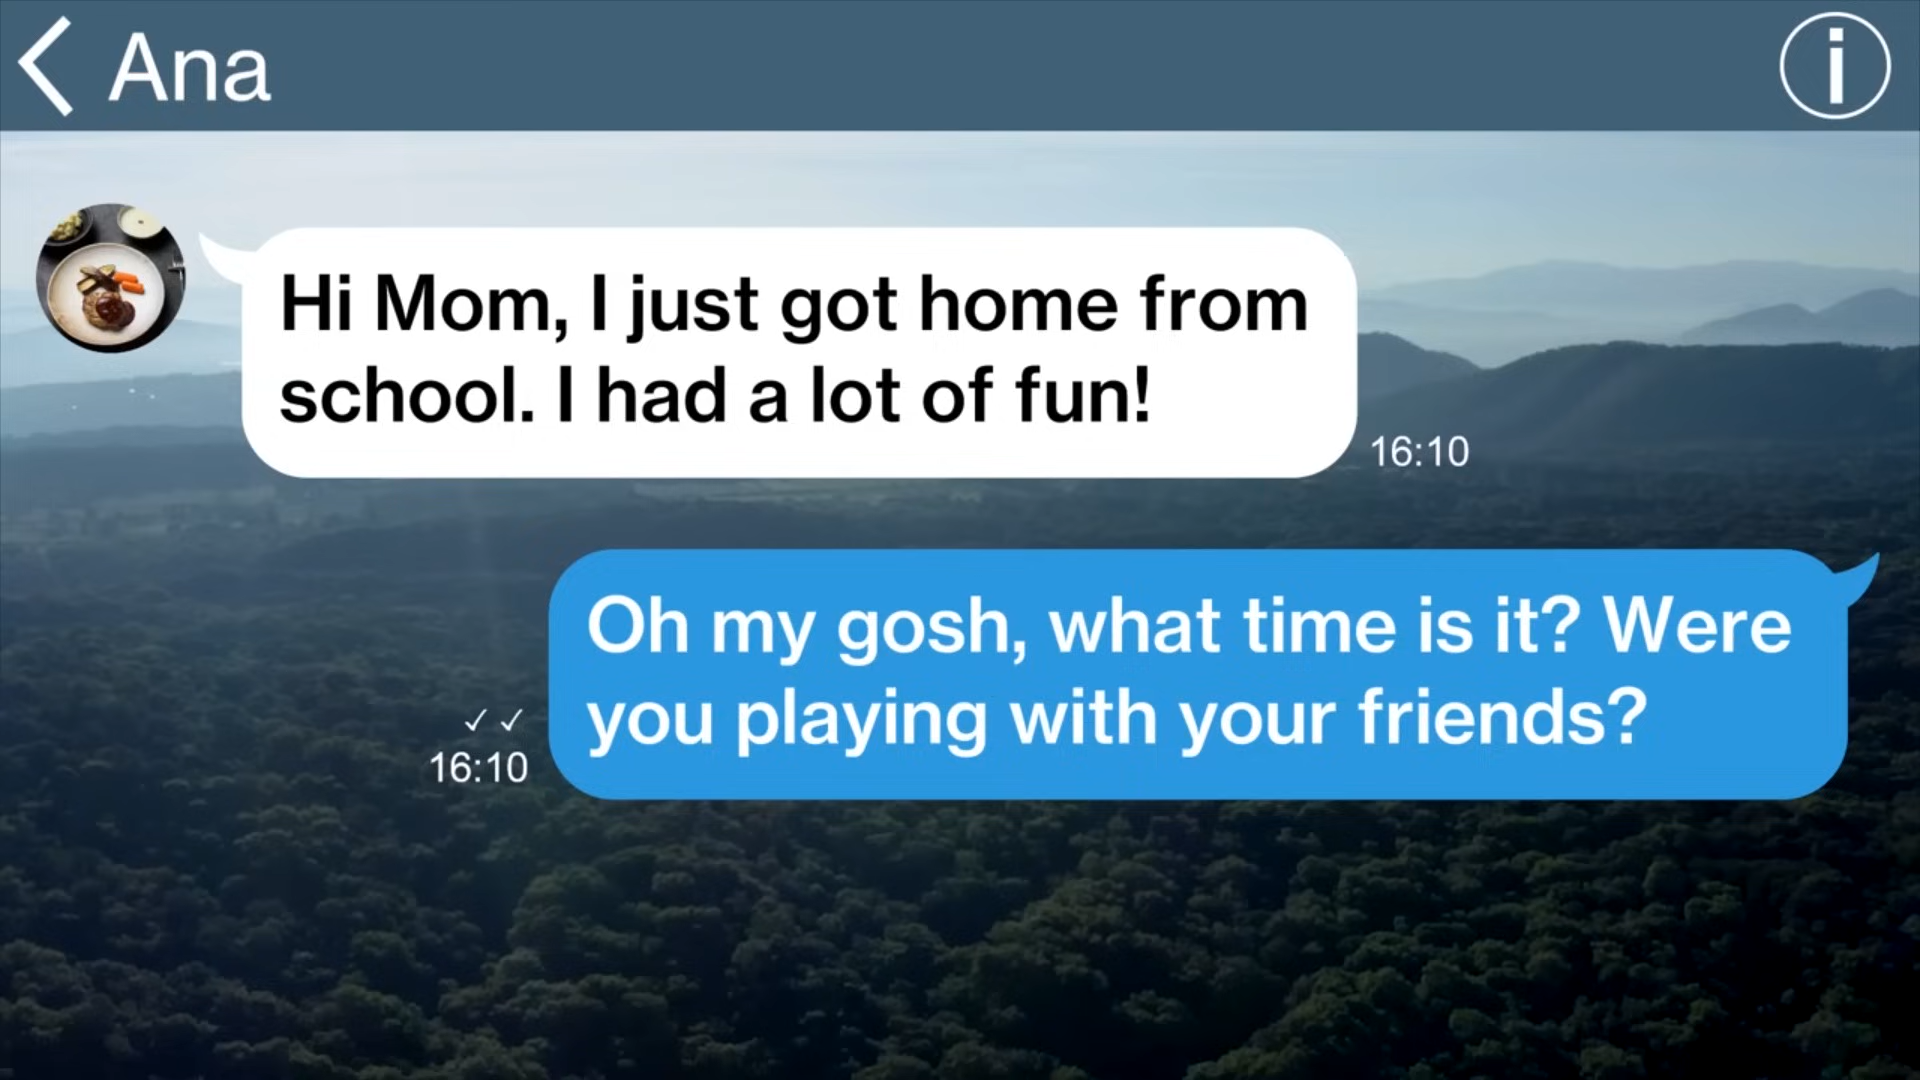 Ana
Hi Mom, I just got home from
school. I had a lot of fun!
16:10
Oh my gosh, what time is it? Were
you playing with your friends?
16:10